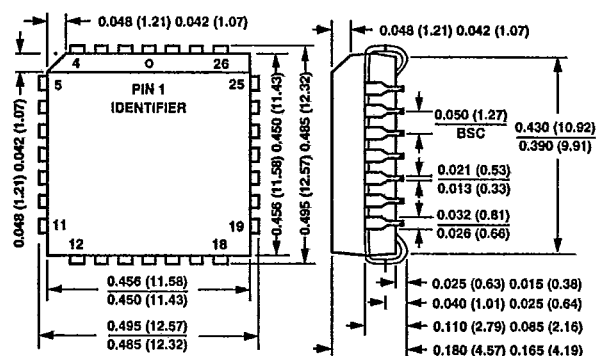 0.048 (1.21) 0.042 (1.07)
0.048 (1.21) 0.042 (1.07)
4 O 26
5 25
PIN 1
IDENTIFIER
11 19
12 18
0.048 (1.21) 0.042 (1.07)
0.456 (11.58) 0.450 (11.43)
0.495 (12.57) 0.485 (12.32)
0.456 (11.58)
0.450 (11.43)
0.495 (12.57)
0.485 (12.32)
0.050 (1.27)
BSC
0.430 (10.92)
0.390 (9.91)
0.021 (0.53)
0.013 (0.33)
0.032 (0.81)
0.026 (0.66)
0.025 (0.63) 0.015 (0.38)
0.040 (1.01) 0.025 (0.64)
0.110 (2.79) 0.085 (2.16)
0.180 (4.57) 0.165 (4.19)